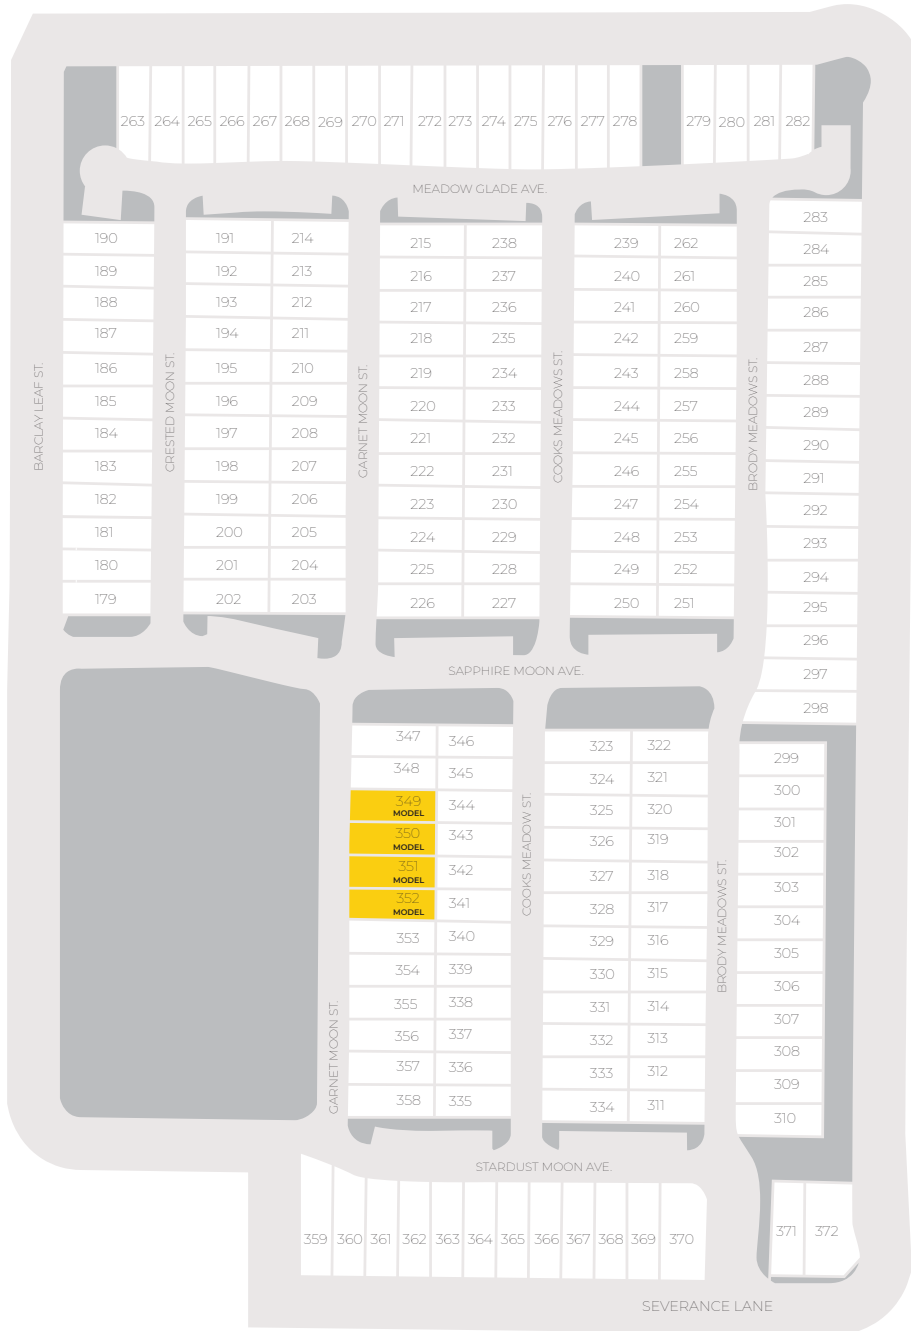 263 264 265 266 267 268 269 270 271 272 273 274 275 276 277 278 279 280 281 282
MEADOW GLADE AVE.
190 191 214 215 238 239 262 283
189 192 213 216 237 240 261 284
188 193 212 217 236 241 260 285
187 194 211 218 235 242 259 286
186 195 210 219 234 243 258 287
185 196 209 220 233 244 257 288
184 197 208 221 232 245 256 289
183 198 207 222 231 246 255 290
182 199 206 223 230 247 254 291
181 200 205 224 229 248 253 292
180 201 204 225 228 249 252 293
179 202 203 226 227 250 251 294
295
296
297
298
BARCLAY LEAF ST.
CRESTED MOON ST.
GARNET MOON ST.
COOKS MEADOWS ST.
BRODY MEADOWS ST.
SAPPHIRE MOON AVE.
347 346 323 322 299
348 345 324 321 300
349 344 325 320 301
MODEL
350 343 326 319 302
MODEL
351 342 327 318 303
MODEL
352 341 328 317 304
MODEL
353 340 329 316 305
354 339 330 315 306
355 338 331 314 307
356 337 332 313 308
357 336 333 312 309
358 335 334 311 310
GARNET MOON ST.
COOKS MEADOW ST.
BRODY MEADOWS ST.
STARDUST MOON AVE.
359 360 361 362 363 364 365 366 367 368 369 370 371 372
SEVERANCE LANE